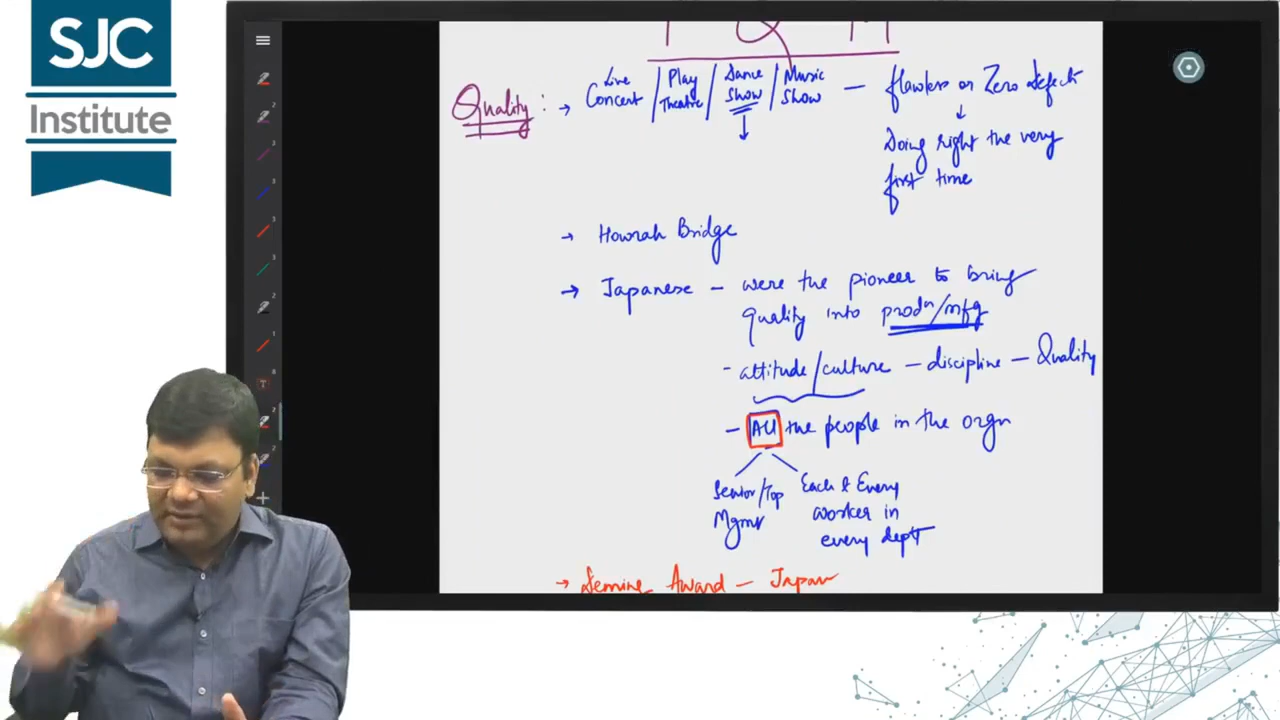 SJC
Institute
T Q M
Quality : → Live Concert / Play Theatre / Dance Show / Music Show — flawless or Zero defects
↓ ↓
Doing right the very
first time
→ Howrah Bridge
→ Japanese – were the pioneer to bring
Quality into prodn/mfg
- attitude/culture – discipline – Quality
– All the people in the orgn
Senior/Top Mgmt
Each & Every
worker in
every dept
→ Deming Award – Japan